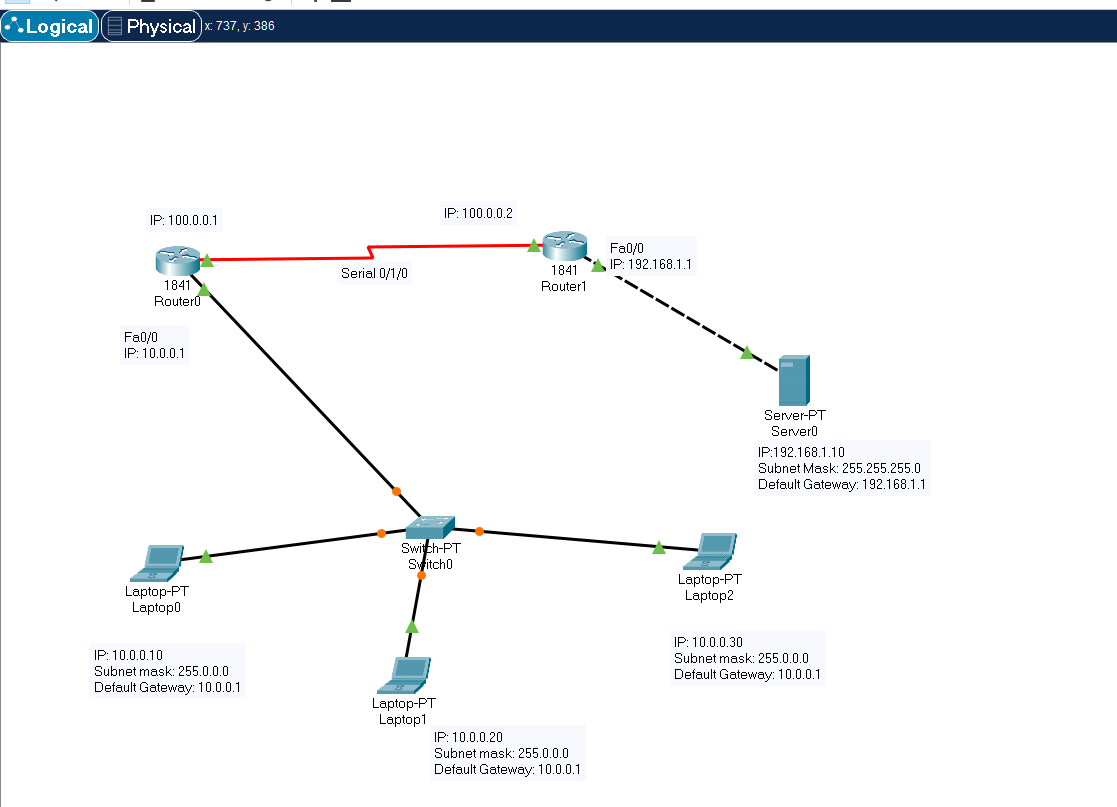 Logical
Physical
x: 737, y: 386
IP: 100.0.0.1
IP: 100.0.0.2
Fa0/0
IP: 192.168.1.1
Serial 0/1/0
1841
Router0
1841
Router1
Fa0/0
IP: 10.0.0.1
Server-PT
Server0
IP:192.168.1.10
Subnet Mask: 255.255.255.0
Default Gateway: 192.168.1.1
Switch-PT
Switch0
Laptop-PT
Laptop0
Laptop-PT
Laptop2
IP: 10.0.0.10
Subnet mask: 255.0.0.0
Default Gateway: 10.0.0.1
IP: 10.0.0.30
Subnet mask: 255.0.0.0
Default Gateway: 10.0.0.1
Laptop-PT
Laptop1
IP: 10.0.0.20
Subnet mask: 255.0.0.0
Default Gateway: 10.0.0.1